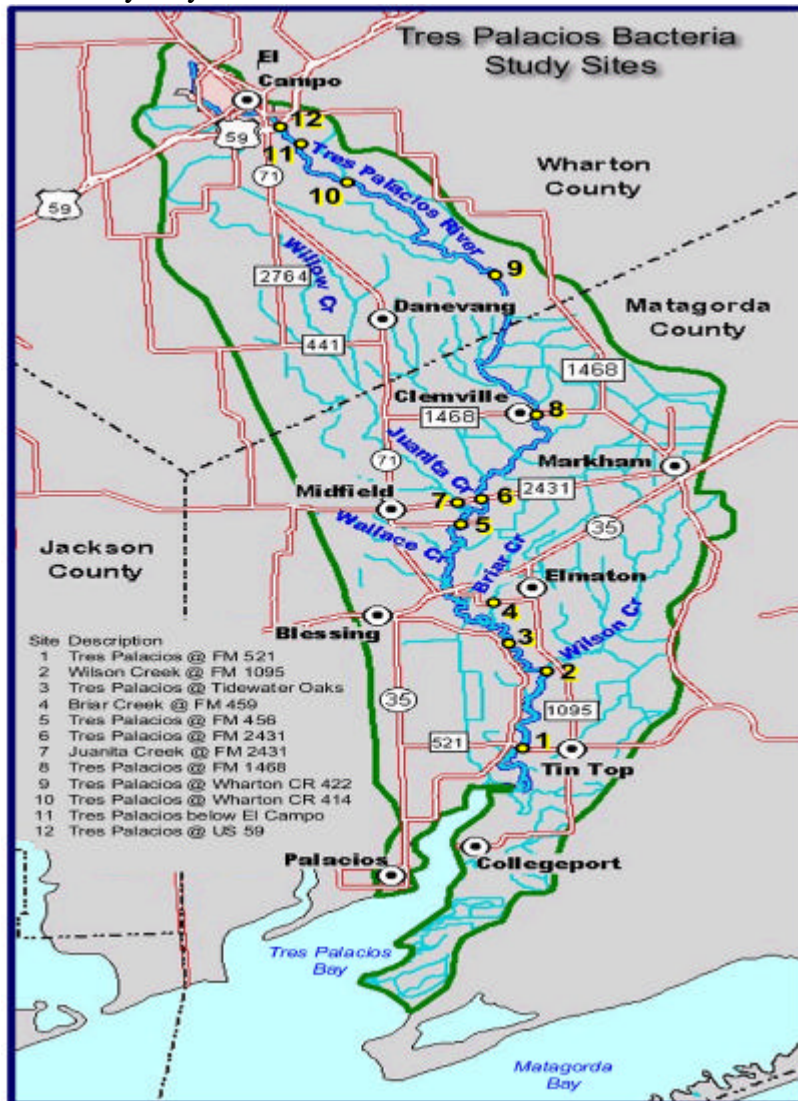 Tres Palacios Bacteria
Study Sites
El
Campo
12
59
11
Tres Palacios River
Wharton
County
71
10
59
9
Willow Cr
2764
Matagorda
County
Danevang
441
1468
Clemville
8
1468
Juanita Cr
71
Markham
Midfield
7
6
2431
5
35
Wallace Cr
Jackson
County
Briar Cr
Elmaton
4
Blessing
3
Wilson Cr
2
35
1095
521
1
Tin Top
Site Description
1 Tres Palacios @ FM 521
2 Wilson Creek @ FM 1095
3 Tres Palacios @ Tidewater Oaks
4 Briar Creek @ FM 459
5 Tres Palacios @ FM 456
6 Tres Palacios @ FM 2431
7 Juanita Creek @ FM 2431
8 Tres Palacios @ FM 1468
9 Tres Palacios @ Wharton CR 422
10 Tres Palacios @ Wharton CR 414
11 Tres Palacios below El Campo
12 Tres Palacios @ US 59
Palacios
Collegeport
Tres Palacios
Bay
Matagorda
Bay